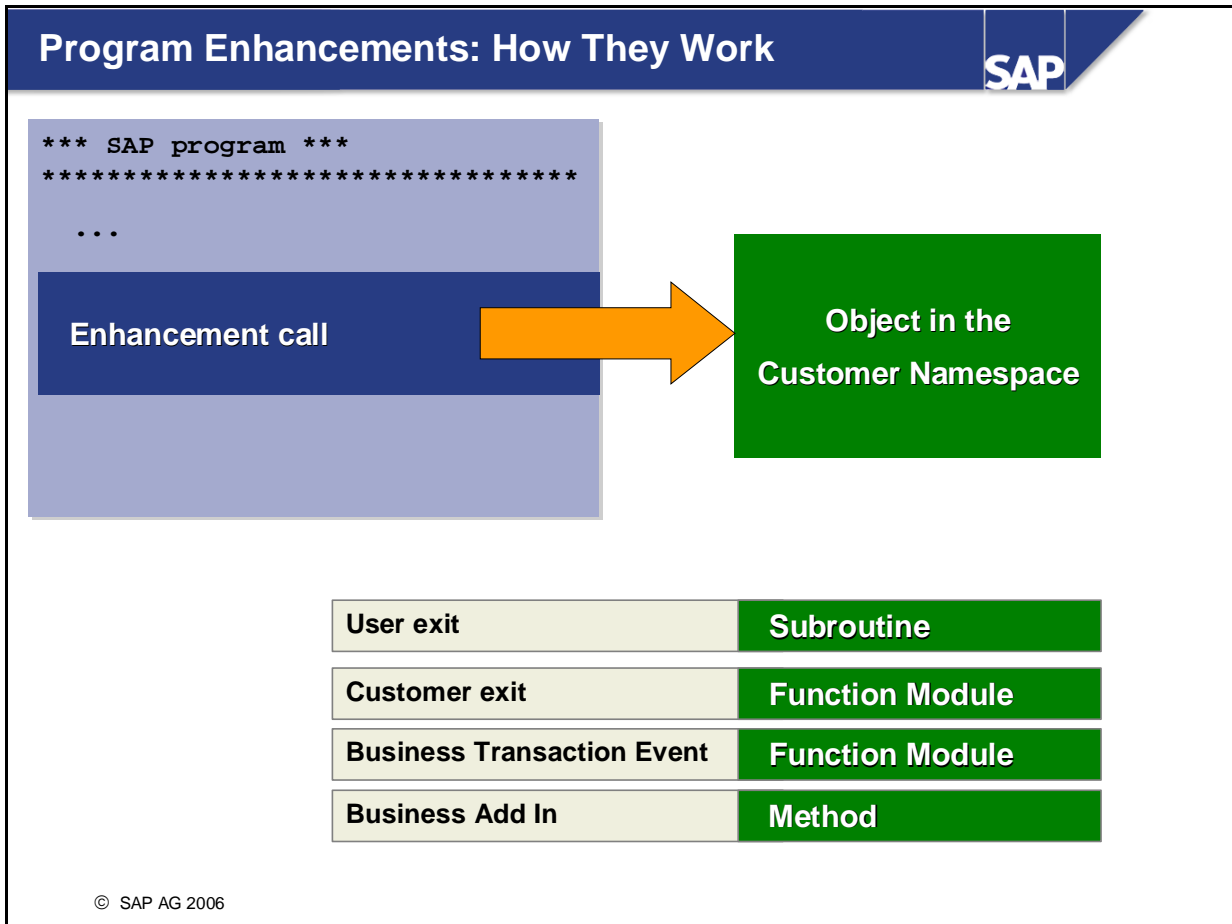 Program Enhancements: How They Work
SAP
*** SAP program ***
*********************************
...
Enhancement call
Object in the
Customer Namespace
User exit
Subroutine
Customer exit
Function Module
Business Transaction Event
Function Module
Business Add In
Method
© SAP AG 2006